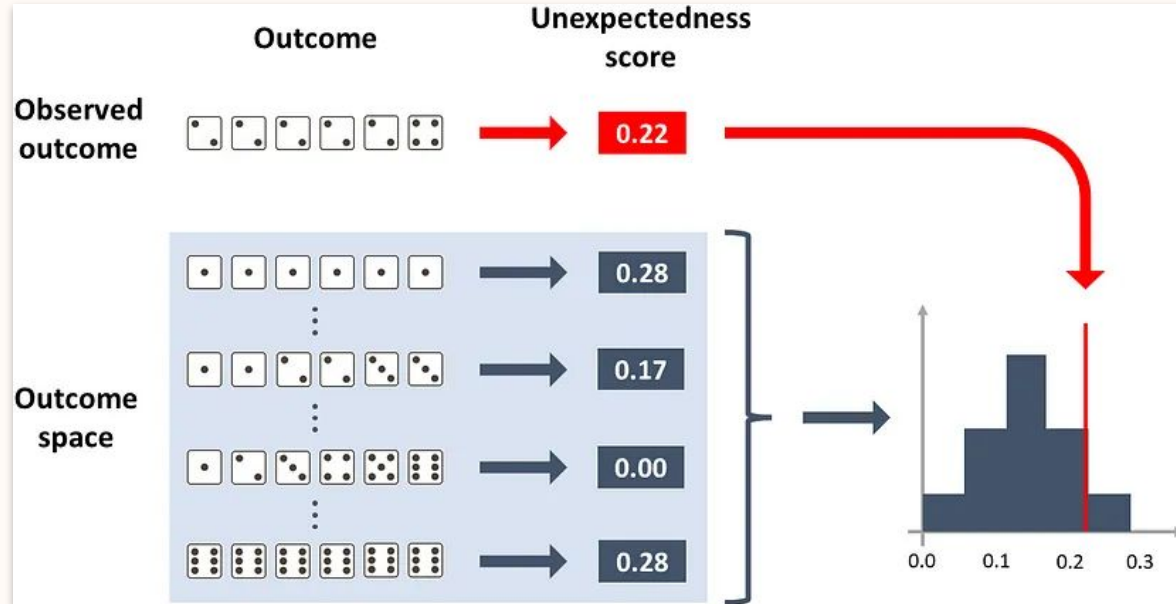 Outcome
Unexpectedness
score
Observed
outcome
0.22
0.28
0.17
Outcome
space
0.00
0.28
0.0 0.1 0.2 0.3